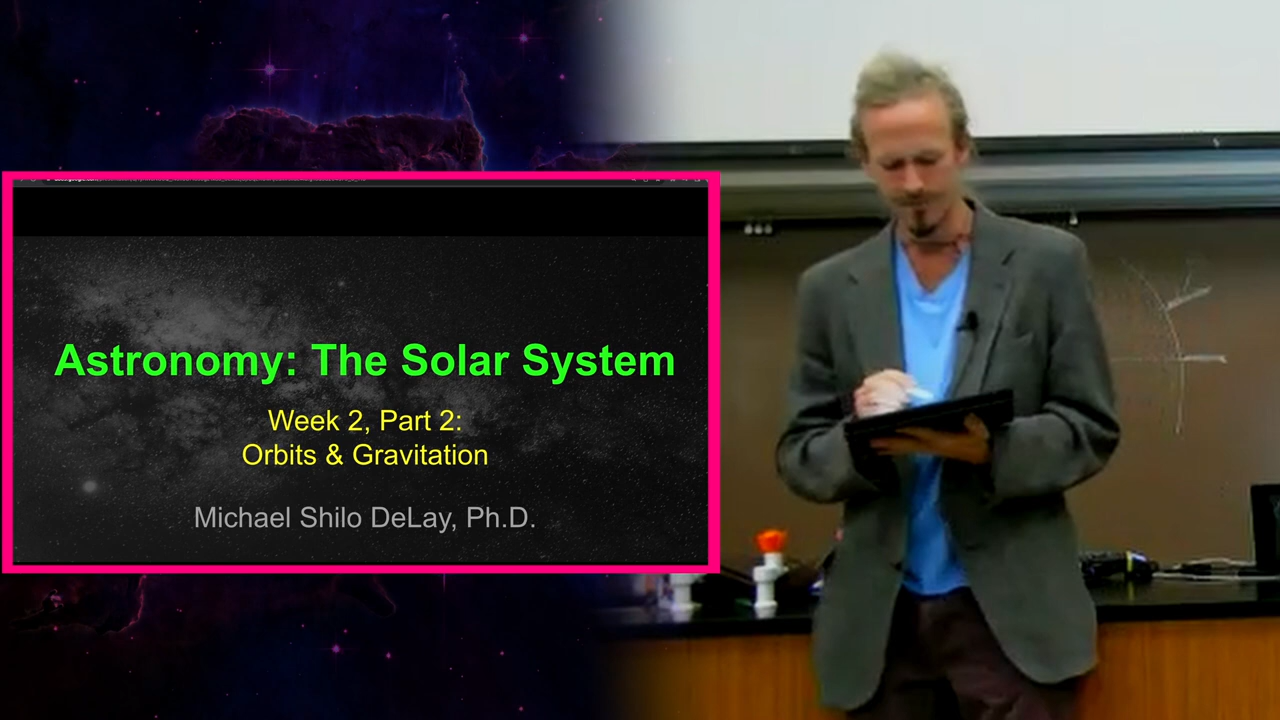 Astronomy: The Solar System
Week 2, Part 2:
Orbits & Gravitation
Michael Shilo DeLay, Ph.D.